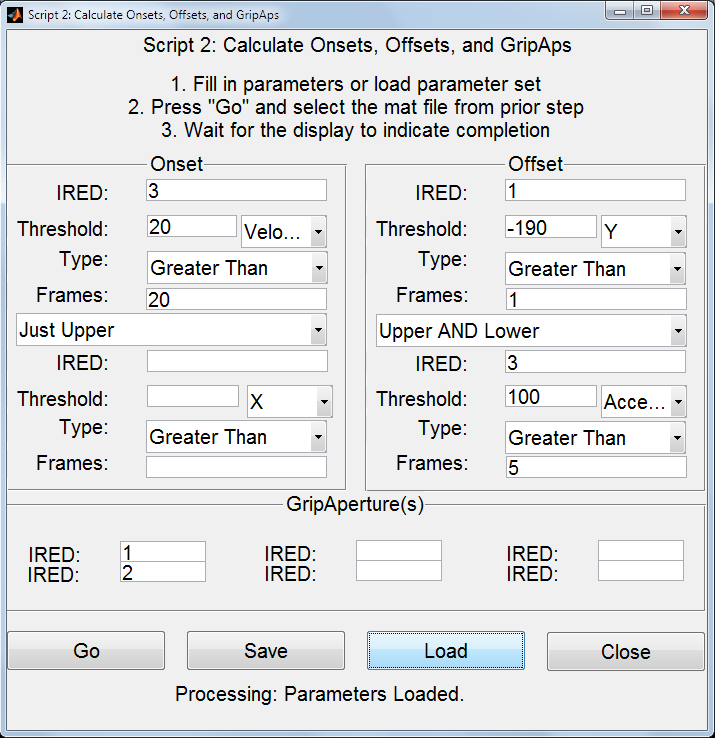 Script 2: Calculate Onsets, Offsets, and GripAps
Script 2: Calculate Onsets, Offsets, and GripAps
1. Fill in parameters or load parameter set
2. Press "Go" and select the mat file from prior step
3. Wait for the display to indicate completion
Onset
IRED: 3
Threshold: 20 Velo...
Type: Greater Than
Frames: 20
Just Upper
IRED:
Threshold: X
Type: Greater Than
Frames:
Offset
IRED: 1
Threshold: -190 Y
Type: Greater Than
Frames: 1
Upper AND Lower
IRED: 3
Threshold: 100 Acce...
Type: Greater Than
Frames: 5
GripAperture(s)
IRED: 1 IRED: IRED:
IRED: 2 IRED: IRED:
Go Save Load Close
Processing: Parameters Loaded.